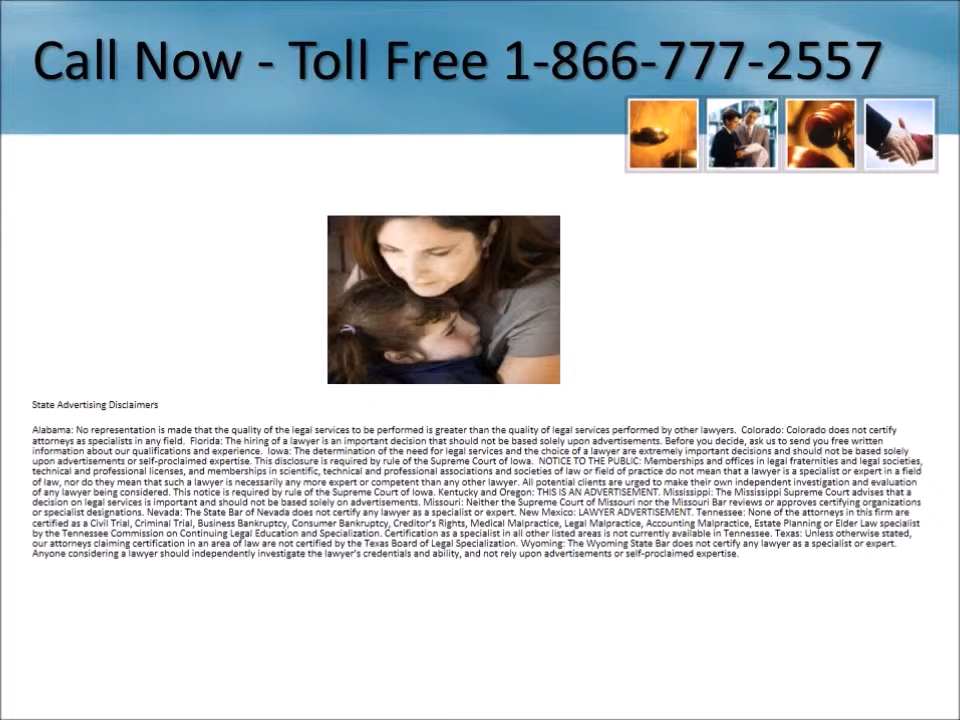 Call Now - Toll Free 1-866-777-2557
State Advertising Disclaimers
Alabama: No representation is made that the quality of the legal services to be performed is greater than the quality of legal services performed by other lawyers.  Colorado: Colorado does not certify
attorneys as specialists in any field.  Florida: The hiring of a lawyer is an important decision that should not be based solely upon advertisements. Before you decide, ask us to send you free written
information about our qualifications and experience.  Iowa: The determination of the need for legal services and the choice of a lawyer are extremely important decisions and should not be based solely
upon advertisements or self-proclaimed expertise. This disclosure is required by rule of the Supreme Court of Iowa.  NOTICE TO THE PUBLIC: Memberships and offices in legal fraternities and legal societies,
technical and professional licenses, and memberships in scientific, technical and professional associations and societies of law or field of practice do not mean that a lawyer is a specialist or expert in a field
of law, nor do they mean that such a lawyer is necessarily any more expert or competent than any other lawyer. All potential clients are urged to make their own independent investigation and evaluation
of any lawyer being considered. This notice is required by rule of the Supreme Court of Iowa. Kentucky and Oregon: THIS IS AN ADVERTISEMENT. Mississippi: The Mississippi Supreme Court advises that a
decision on legal services is important and should not be based solely on advertisements. Missouri: Neither the Supreme Court of Missouri nor the Missouri Bar reviews or approves certifying organizations
or specialist designations. Nevada: The State Bar of Nevada does not certify any lawyer as a specialist or expert. New Mexico: LAWYER ADVERTISEMENT. Tennessee: None of the attorneys in this firm are
certified as a Civil Trial, Criminal Trial, Business Bankruptcy, Consumer Bankruptcy, Creditor's Rights, Medical Malpractice, Legal Malpractice, Accounting Malpractice, Estate Planning or Elder Law specialist
by the Tennessee Commission on Continuing Legal Education and Specialization. Certification as a specialist in all other listed areas is not currently available in Tennessee. Texas: Unless otherwise stated,
our attorneys claiming certification in an area of law are not certified by the Texas Board of Legal Specialization. Wyoming: The Wyoming State Bar does not certify any lawyer as a specialist or expert.
Anyone considering a lawyer should independently investigate the lawyer's credentials and ability, and not rely upon advertisements or self-proclaimed expertise.